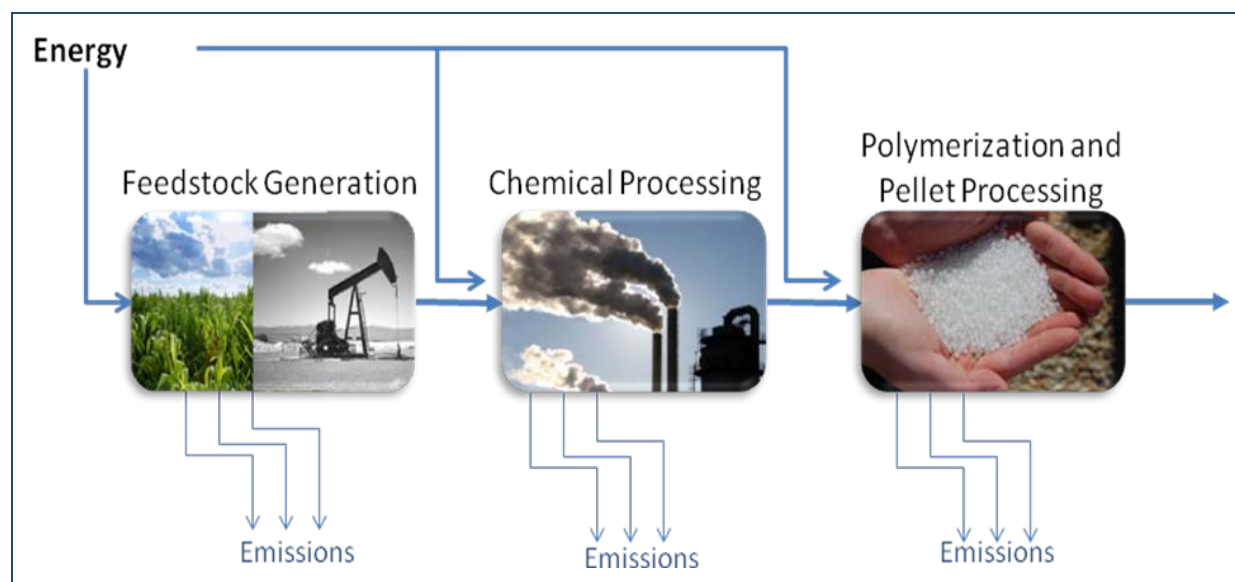 Energy
Feedstock Generation
Chemical Processing
Polymerization and
Pellet Processing
Emissions
Emissions
Emissions